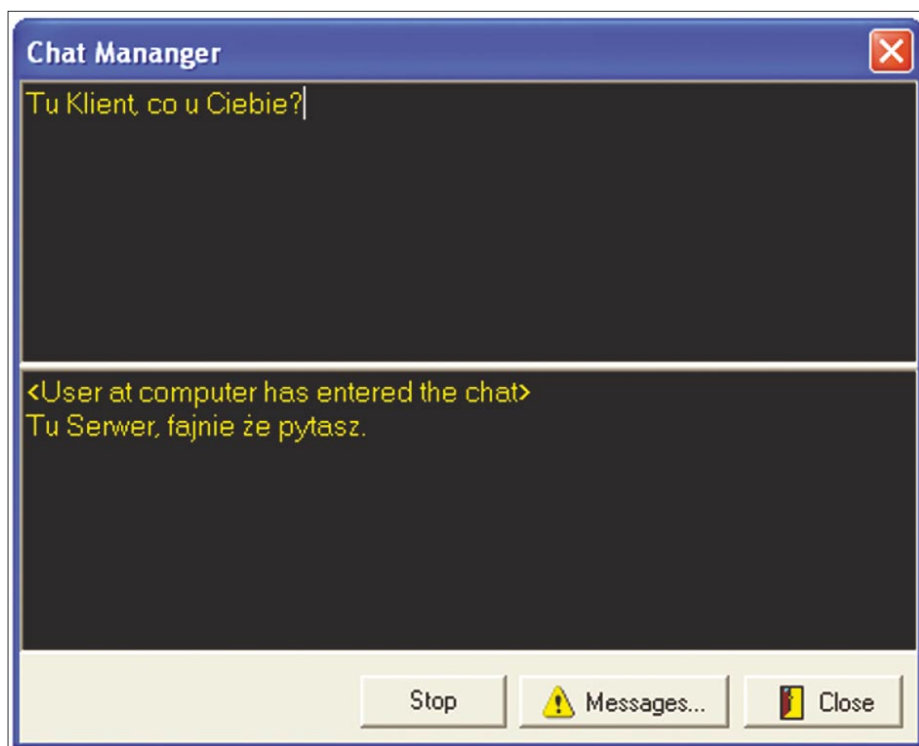 Chat Mananger
Tu Klient, co u Ciebie?
<User at computer has entered the chat>
Tu Serwer, fajnie że pytasz.
Stop
Messages...
Close